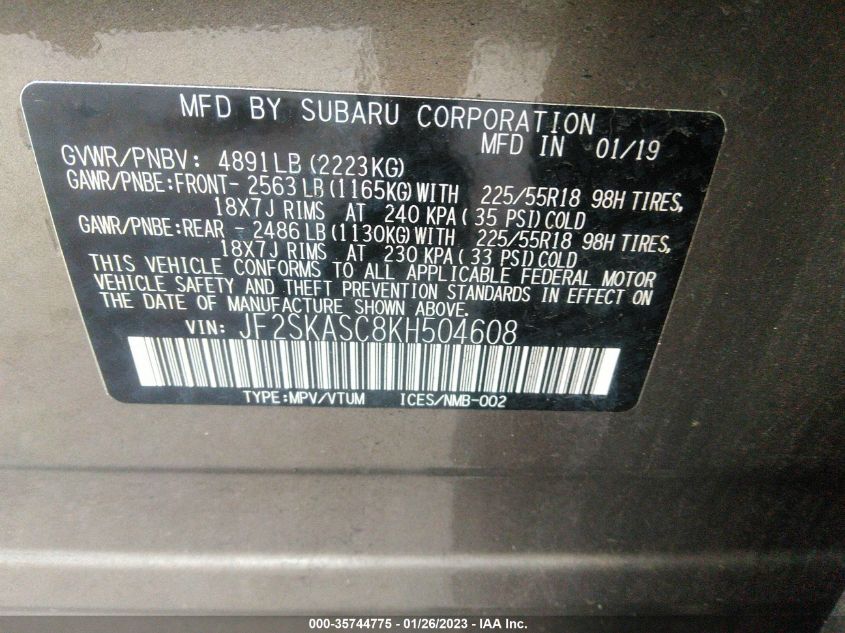 MFD BY SUBARU CORPORATION
MFD IN 01/19
GVWR/PNBV: 4891LB(2223KG)
GAWR/PNBE:FRONT- 2563LB(1165KG)WITH 225/55R18 98H TIRES,
18X7J RIMS AT 240 KPA(35 PSI)COLD
GAWR/PNBE:REAR - 2486LB(1130KG)WITH 225/55R18 98H TIRES,
18X7J RIMS AT 230 KPA(33 PSI)COLD
THIS VEHICLE CONFORMS TO ALL APPLICABLE FEDERAL MOTOR
VEHICLE SAFETY AND THEFT PREVENTION STANDARDS IN EFFECT ON
THE DATE OF MANUFACTURE SHOWN ABOVE.
VIN: JF2SKASC8KH504608
TYPE:MPV/VTUM ICES/NMB-002
000-35744775 - 01/26/2023 - IAA Inc.